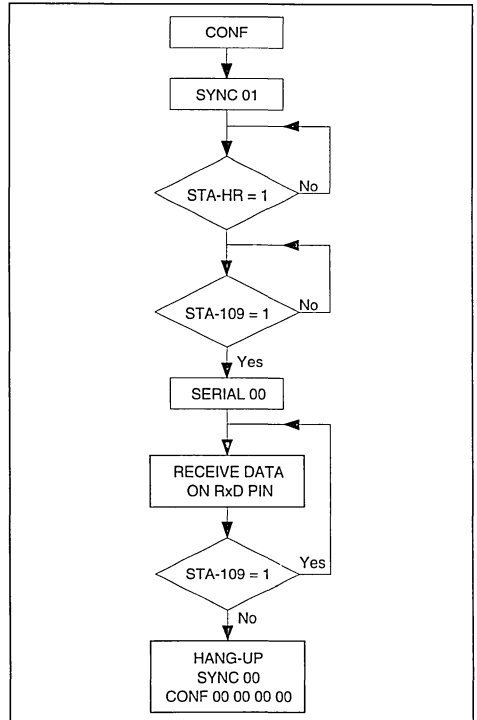 CONF
SYNC 01
STA-HR = 1
No
STA-109 = 1
No
Yes
SERIAL 00
RECEIVE DATA
ON RxD PIN
STA-109 = 1
Yes
No
HANG-UP
SYNC 00
CONF 00 00 00 00